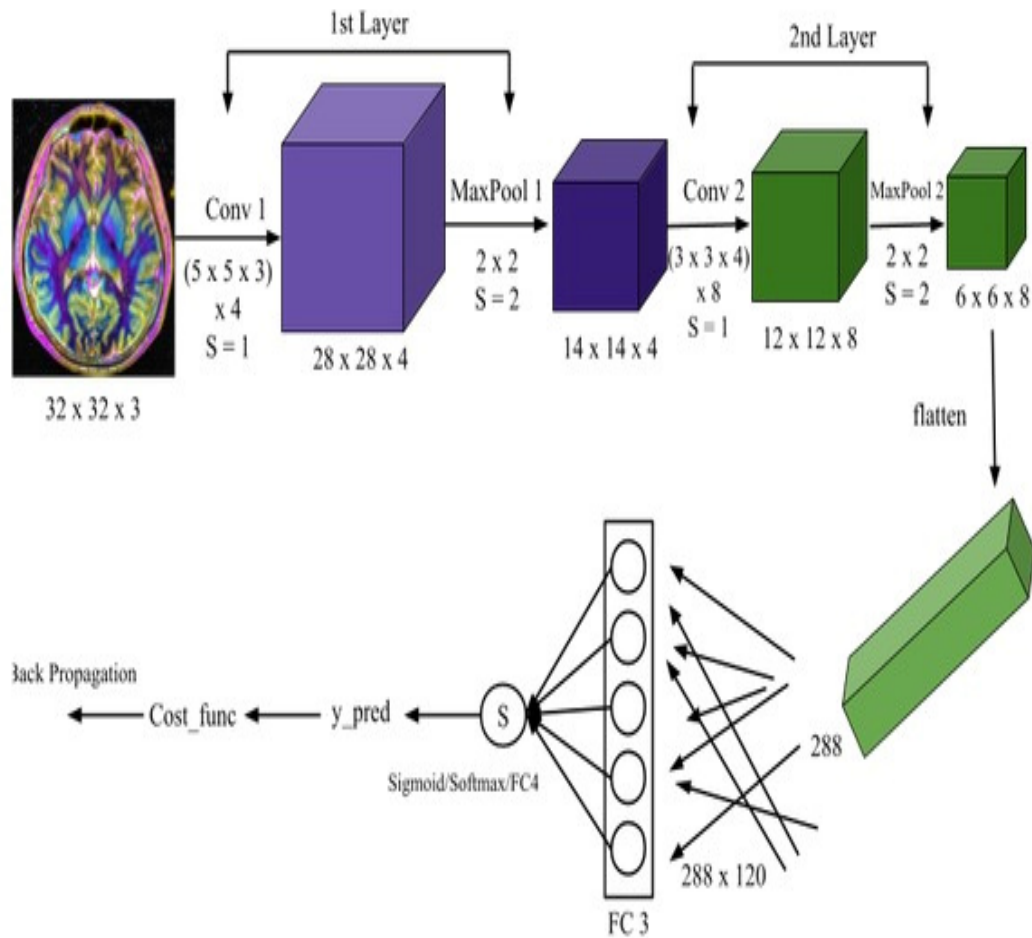 1st Layer
2nd Layer
Conv 1
(5 x 5 x 3)
x 4
S = 1
32 x 32 x 3
28 x 28 x 4
MaxPool 1
2 x 2
S = 2
14 x 14 x 4
Conv 2
(3 x 3 x 4)
x 8
S = 1
12 x 12 x 8
MaxPool 2
2 x 2
S = 2
6 x 6 x 8
flatten
288
288 x 120
FC 3
S
Sigmoid/Softmax/FC4
y_pred
Cost_func
Back Propagation